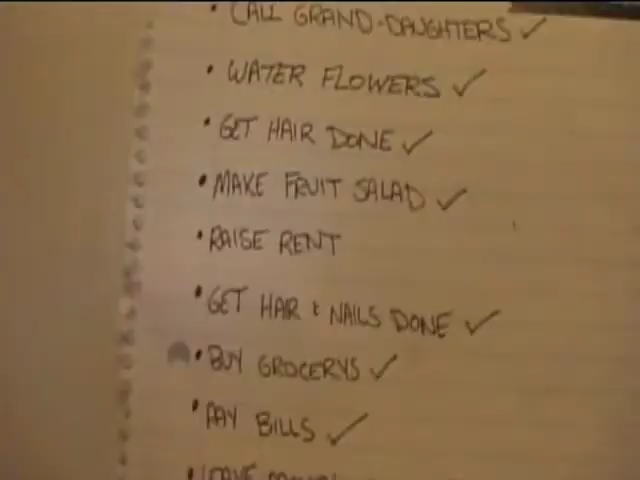 • CALL GRAND-DAUGHTERS ✓
• WATER FLOWERS ✓
• GET HAIR DONE ✓
• MAKE FRUIT SALAD ✓
• RAISE RENT
• GET HAIR & NAILS DONE ✓
• BUY GROCERYS ✓
• PAY BILLS ✓